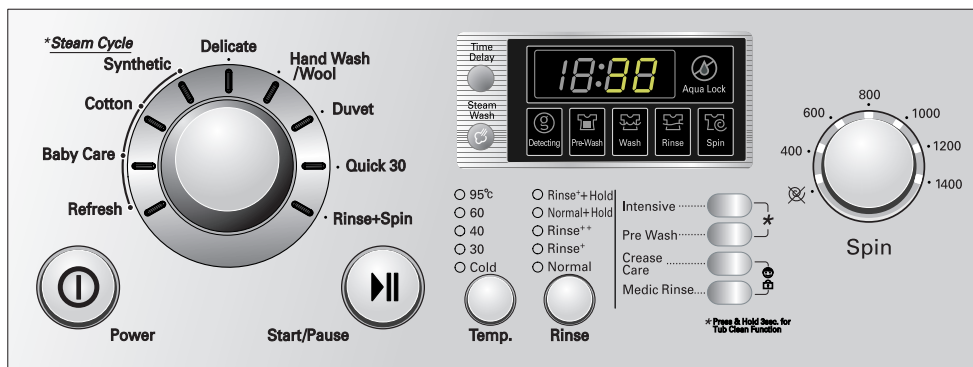 *Steam Cycle
Synthetic
Cotton
Baby Care
Refresh
Delicate
Hand Wash
/Wool
Duvet
Quick 30
Rinse+Spin
Power
Start/Pause
Time
Delay
Steam
Wash
18:30
Aqua Lock
Detecting
Pre-Wash
Wash
Rinse
Spin
95℃
60
40
30
Cold
Temp.
Rinse⁺+Hold
Normal+Hold
Rinse⁺⁺
Rinse⁺
Normal
Rinse
Intensive
Pre Wash
Crease
Care
Medic Rinse
*
*Press & Hold 3sec. for
Tub Clean Function
400
600
800
1000
1200
1400
Spin